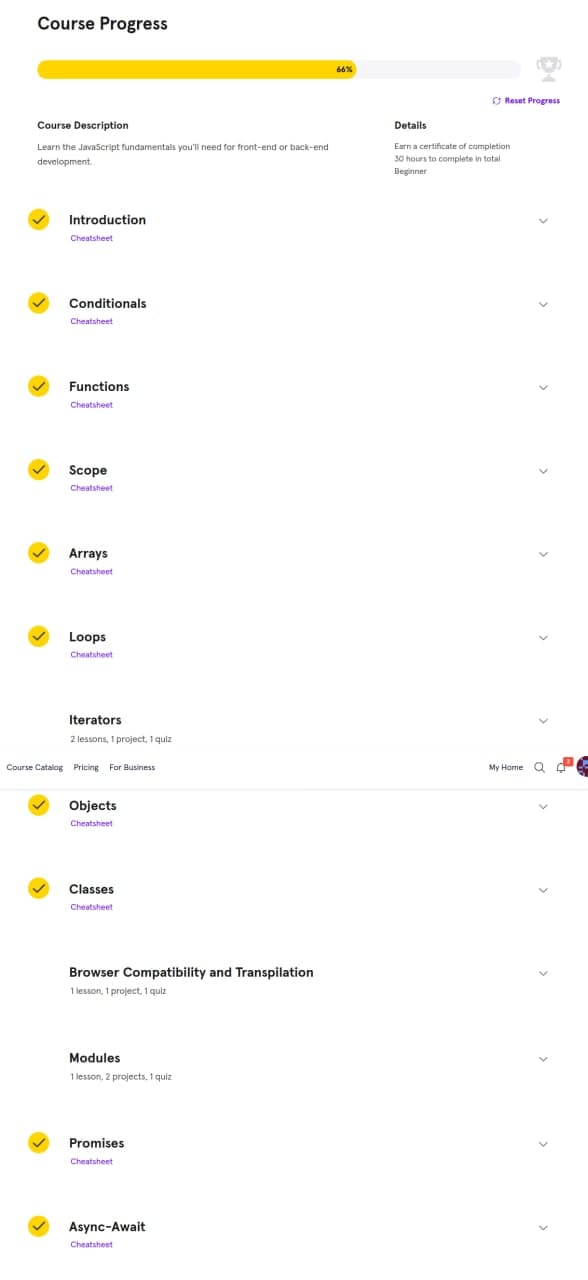 Course Progress
66%
Reset Progress
Course Description
Learn the JavaScript fundamentals you'll need for front-end or back-end
development.
Details
Earn a certificate of completion
30 hours to complete in total
Beginner
Introduction
Cheatsheet
Conditionals
Cheatsheet
Functions
Cheatsheet
Scope
Cheatsheet
Arrays
Cheatsheet
Loops
Cheatsheet
Iterators
2 lessons, 1 project, 1 quiz
Course Catalog Pricing For Business My Home
Objects
Cheatsheet
Classes
Cheatsheet
Browser Compatibility and Transpilation
1 lesson, 1 project, 1 quiz
Modules
1 lesson, 2 projects, 1 quiz
Promises
Cheatsheet
Async-Await
Cheatsheet